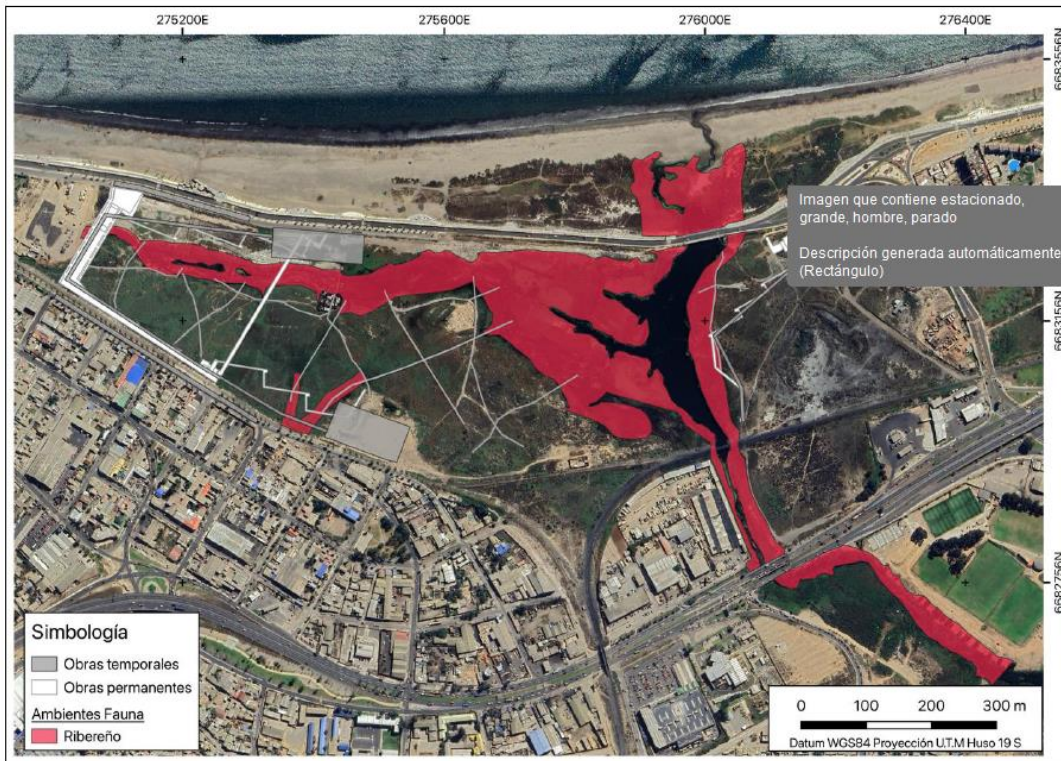 275200E
275600E
276000E
276400E
6683556N
Imagen que contiene estacionado,
grande, hombre, parado
Descripción generada automáticamente
(Rectángulo)
6683156N
6682756N
Simbología
Obras temporales
Obras permanentes
Ambientes Fauna
Ribereño
0 100 200 300 m
Datum WGS84 Proyección U.T.M Huso 19 S